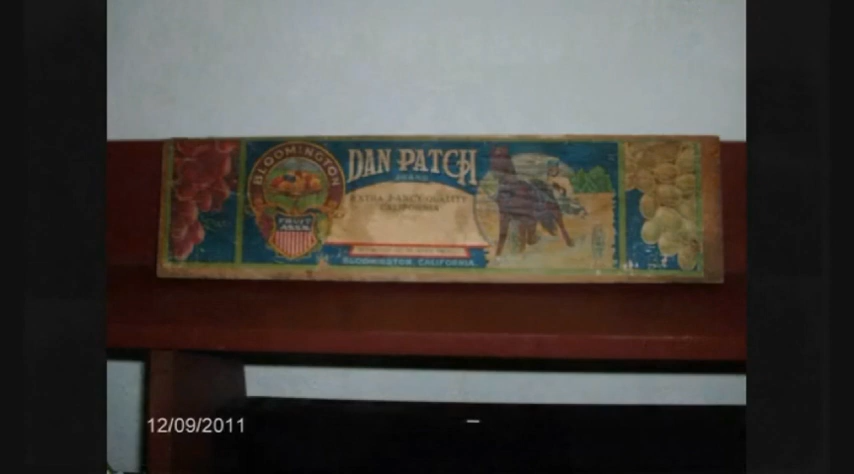 BLOOMINGTON
FRUIT
ASSN.
DAN PATCH
BRAND
EXTRA FANCY QUALITY
CALIFORNIA
BLOOMINGTON, CALIFORNIA.
12/09/2011